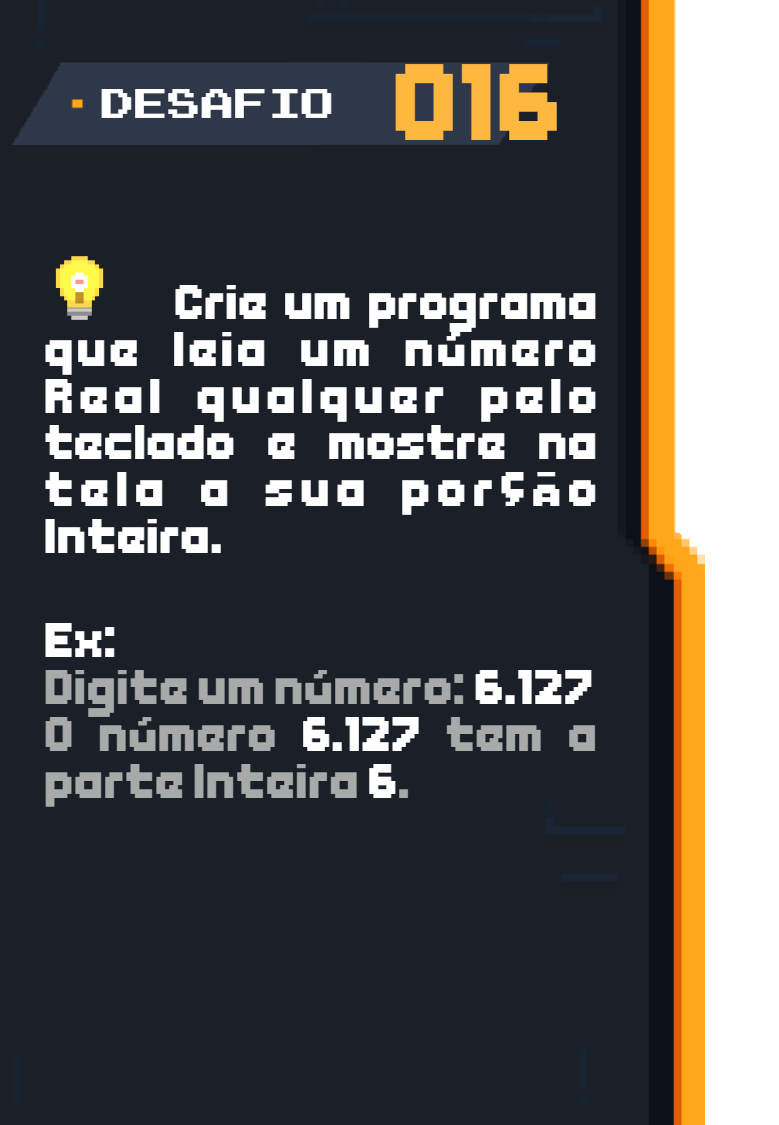 DESAFIO 016
Crie um programa
que leia um número
Real qualquer pelo
teclado e mostre na
tela a sua porção
Inteira.
Ex:
Digite um número: 6.127
O número 6.127 tem a
parte Inteira 6.